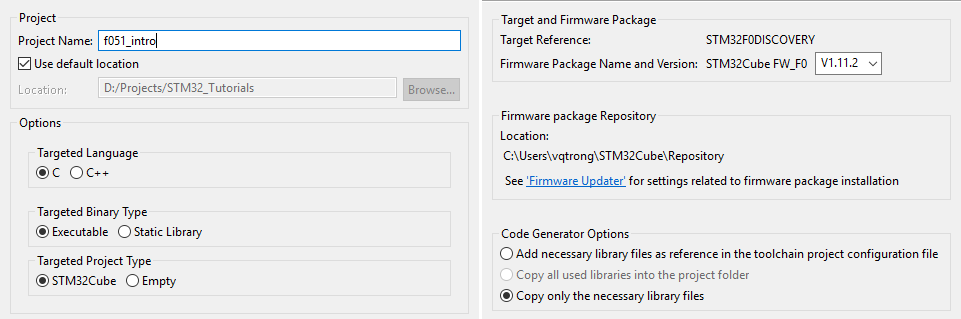 Project
Project Name: f051_intro
Use default location
Location: D:/Projects/STM32_Tutorials Browse...
Options
Targeted Language
C C++
Targeted Binary Type
Executable Static Library
Targeted Project Type
STM32Cube Empty
Target and Firmware Package
Target Reference: STM32F0DISCOVERY
Firmware Package Name and Version: STM32Cube FW_F0 V1.11.2
Firmware package Repository
Location:
C:\Users\vqtrong\STM32Cube\Repository
See 'Firmware Updater' for settings related to firmware package installation
Code Generator Options
Add necessary library files as reference in the toolchain project configuration file
Copy all used libraries into the project folder
Copy only the necessary library files